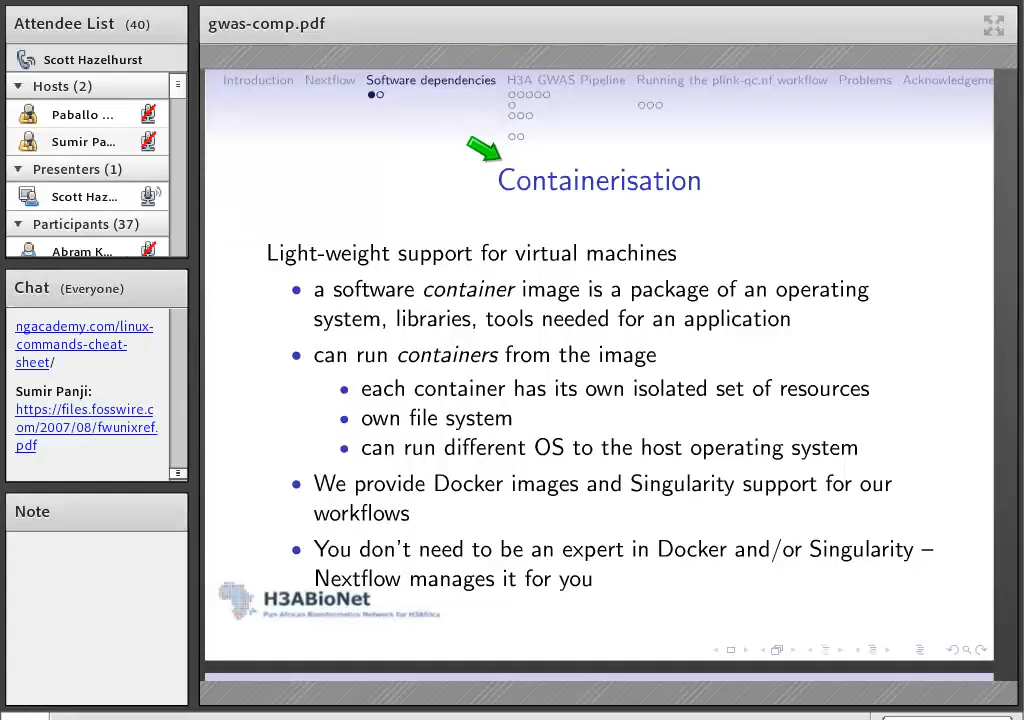 Attendee List (40)
Scott Hazelhurst
Hosts (2)
Paballo ...
Sumir Pa...
Presenters (1)
Scott Haz...
Participants (37)
Abram K...
Chat (Everyone)
ngacademy.com/linux-
commands-cheat-
sheet/
Sumir Panji:
https://files.fosswire.c
om/2007/08/fwunixref.
pdf
Note
gwas-comp.pdf
Introduction Nextflow Software dependencies H3A GWAS Pipeline Running the plink-qc.nf workflow Problems Acknowledgeme
Containerisation
Light-weight support for virtual machines
• a software container image is a package of an operating
system, libraries, tools needed for an application
• can run containers from the image
• each container has its own isolated set of resources
• own file system
• can run different OS to the host operating system
• We provide Docker images and Singularity support for our
workflows
• You don't need to be an expert in Docker and/or Singularity –
Nextflow manages it for you
H3ABioNet
Pan African Bioinformatics Network for H3Africa